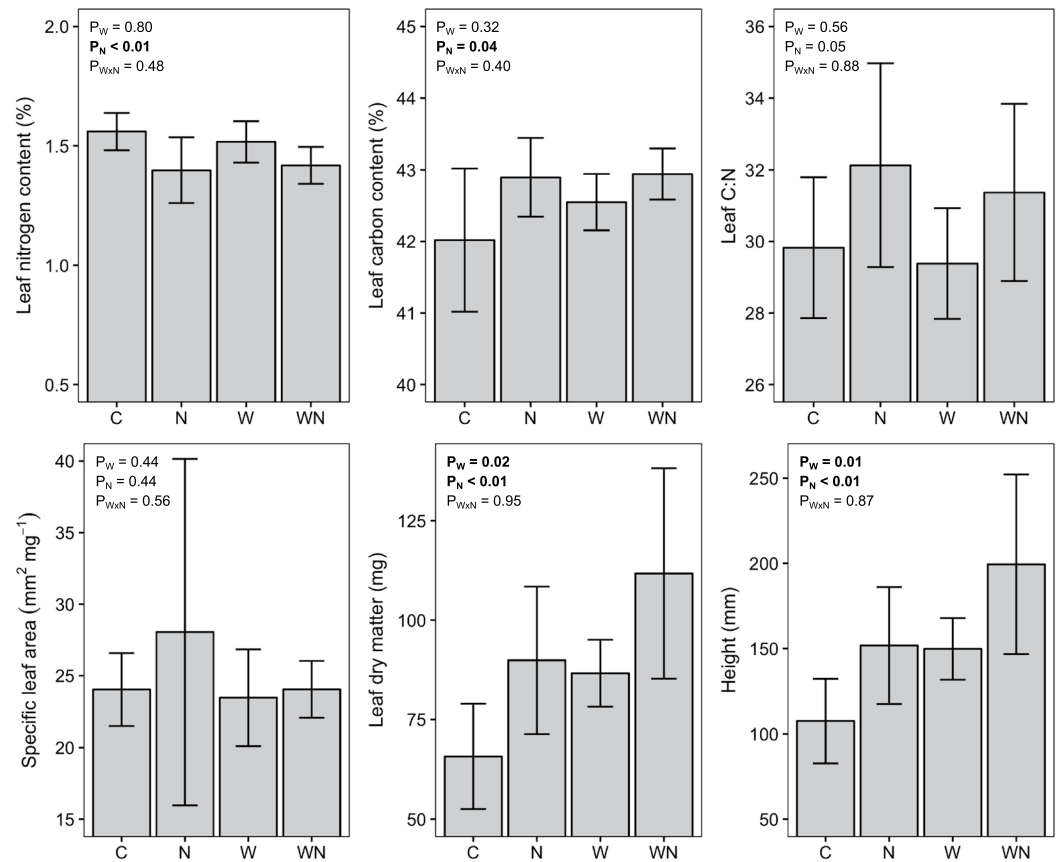 P_W = 0.80
P_N < 0.01
P_WxN = 0.48
Leaf nitrogen content (%)
2.0
1.5
1.0
0.5
C N W WN
P_W = 0.32
P_N = 0.04
P_WxN = 0.40
Leaf carbon content (%)
45
44
43
42
41
40
C N W WN
P_W = 0.56
P_N = 0.05
P_WxN = 0.88
Leaf C:N
36
34
32
30
28
26
C N W WN
P_W = 0.44
P_N = 0.44
P_WxN = 0.56
Specific leaf area (mm² mg⁻¹)
40
35
30
25
20
15
C N W WN
P_W = 0.02
P_N < 0.01
P_WxN = 0.95
Leaf dry matter (mg)
125
100
75
50
C N W WN
P_W = 0.01
P_N < 0.01
P_WxN = 0.87
Height (mm)
250
200
150
100
50
C N W WN